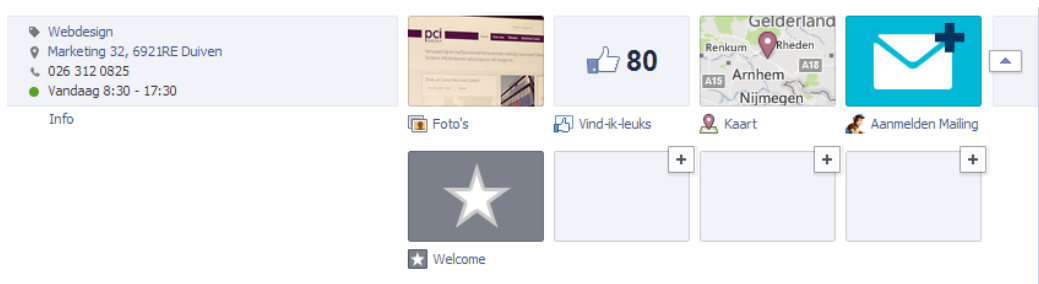 Webdesign
Marketing 32, 6921RE Duiven
026 312 0825
Vandaag 8:30 - 17:30
Info
pci
80
Gelderland
Renkum
Rheden
A15
A18
Arnhem
Nijmegen
Foto's
Vind-ik-leuks
Kaart
Aanmelden Mailing
Welcome